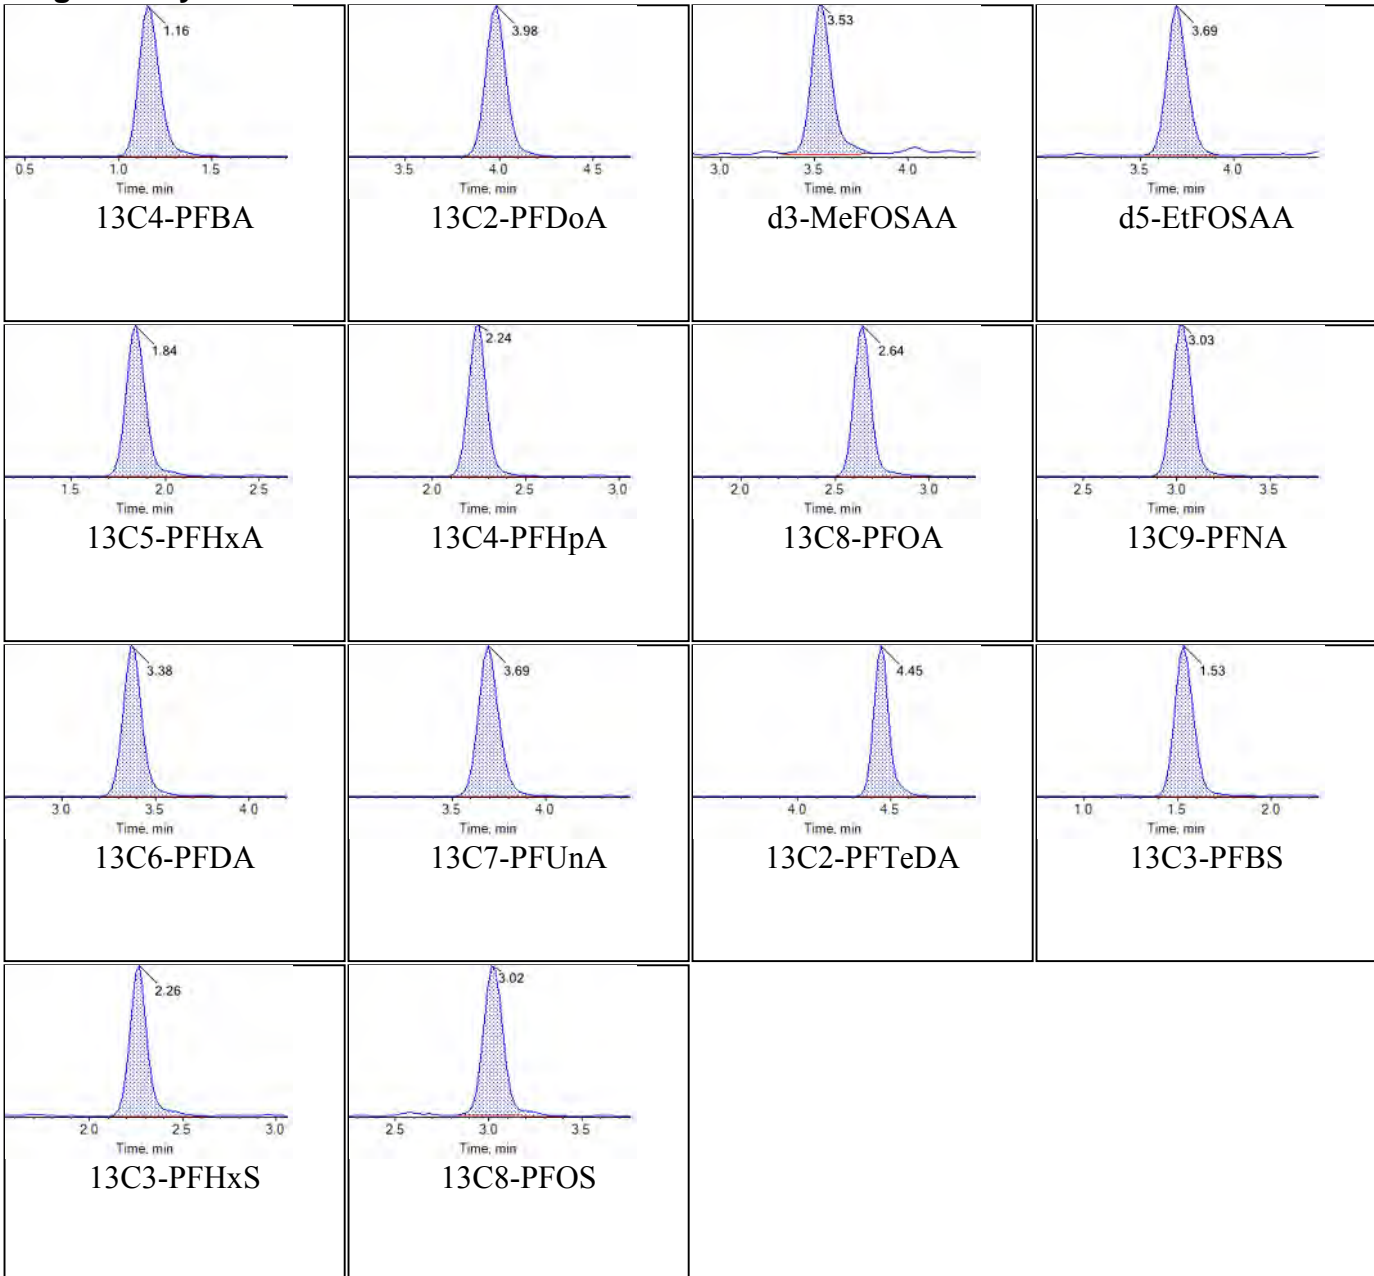 1.16
0.5 1.0 1.5
Time, min
13C4-PFBA
3.98
3.5 4.0 4.5
Time, min
13C2-PFDoA
3.53
3.0 3.5 4.0
Time, min
d3-MeFOSAA
3.69
3.5 4.0
Time, min
d5-EtFOSAA
1.84
1.5 2.0 2.5
Time, min
13C5-PFHxA
2.24
2.0 2.5 3.0
Time, min
13C4-PFHpA
2.64
2.0 2.5 3.0
Time, min
13C8-PFOA
3.03
2.5 3.0 3.5
Time, min
13C9-PFNA
3.38
3.0 3.5 4.0
Time, min
13C6-PFDA
3.69
3.5 4.0
Time, min
13C7-PFUnA
4.45
4.0 4.5
Time, min
13C2-PFTeDA
1.53
1.0 1.5 2.0
Time, min
13C3-PFBS
2.26
2.0 2.5 3.0
Time, min
13C3-PFHxS
3.02
2.5 3.0 3.5
Time, min
13C8-PFOS